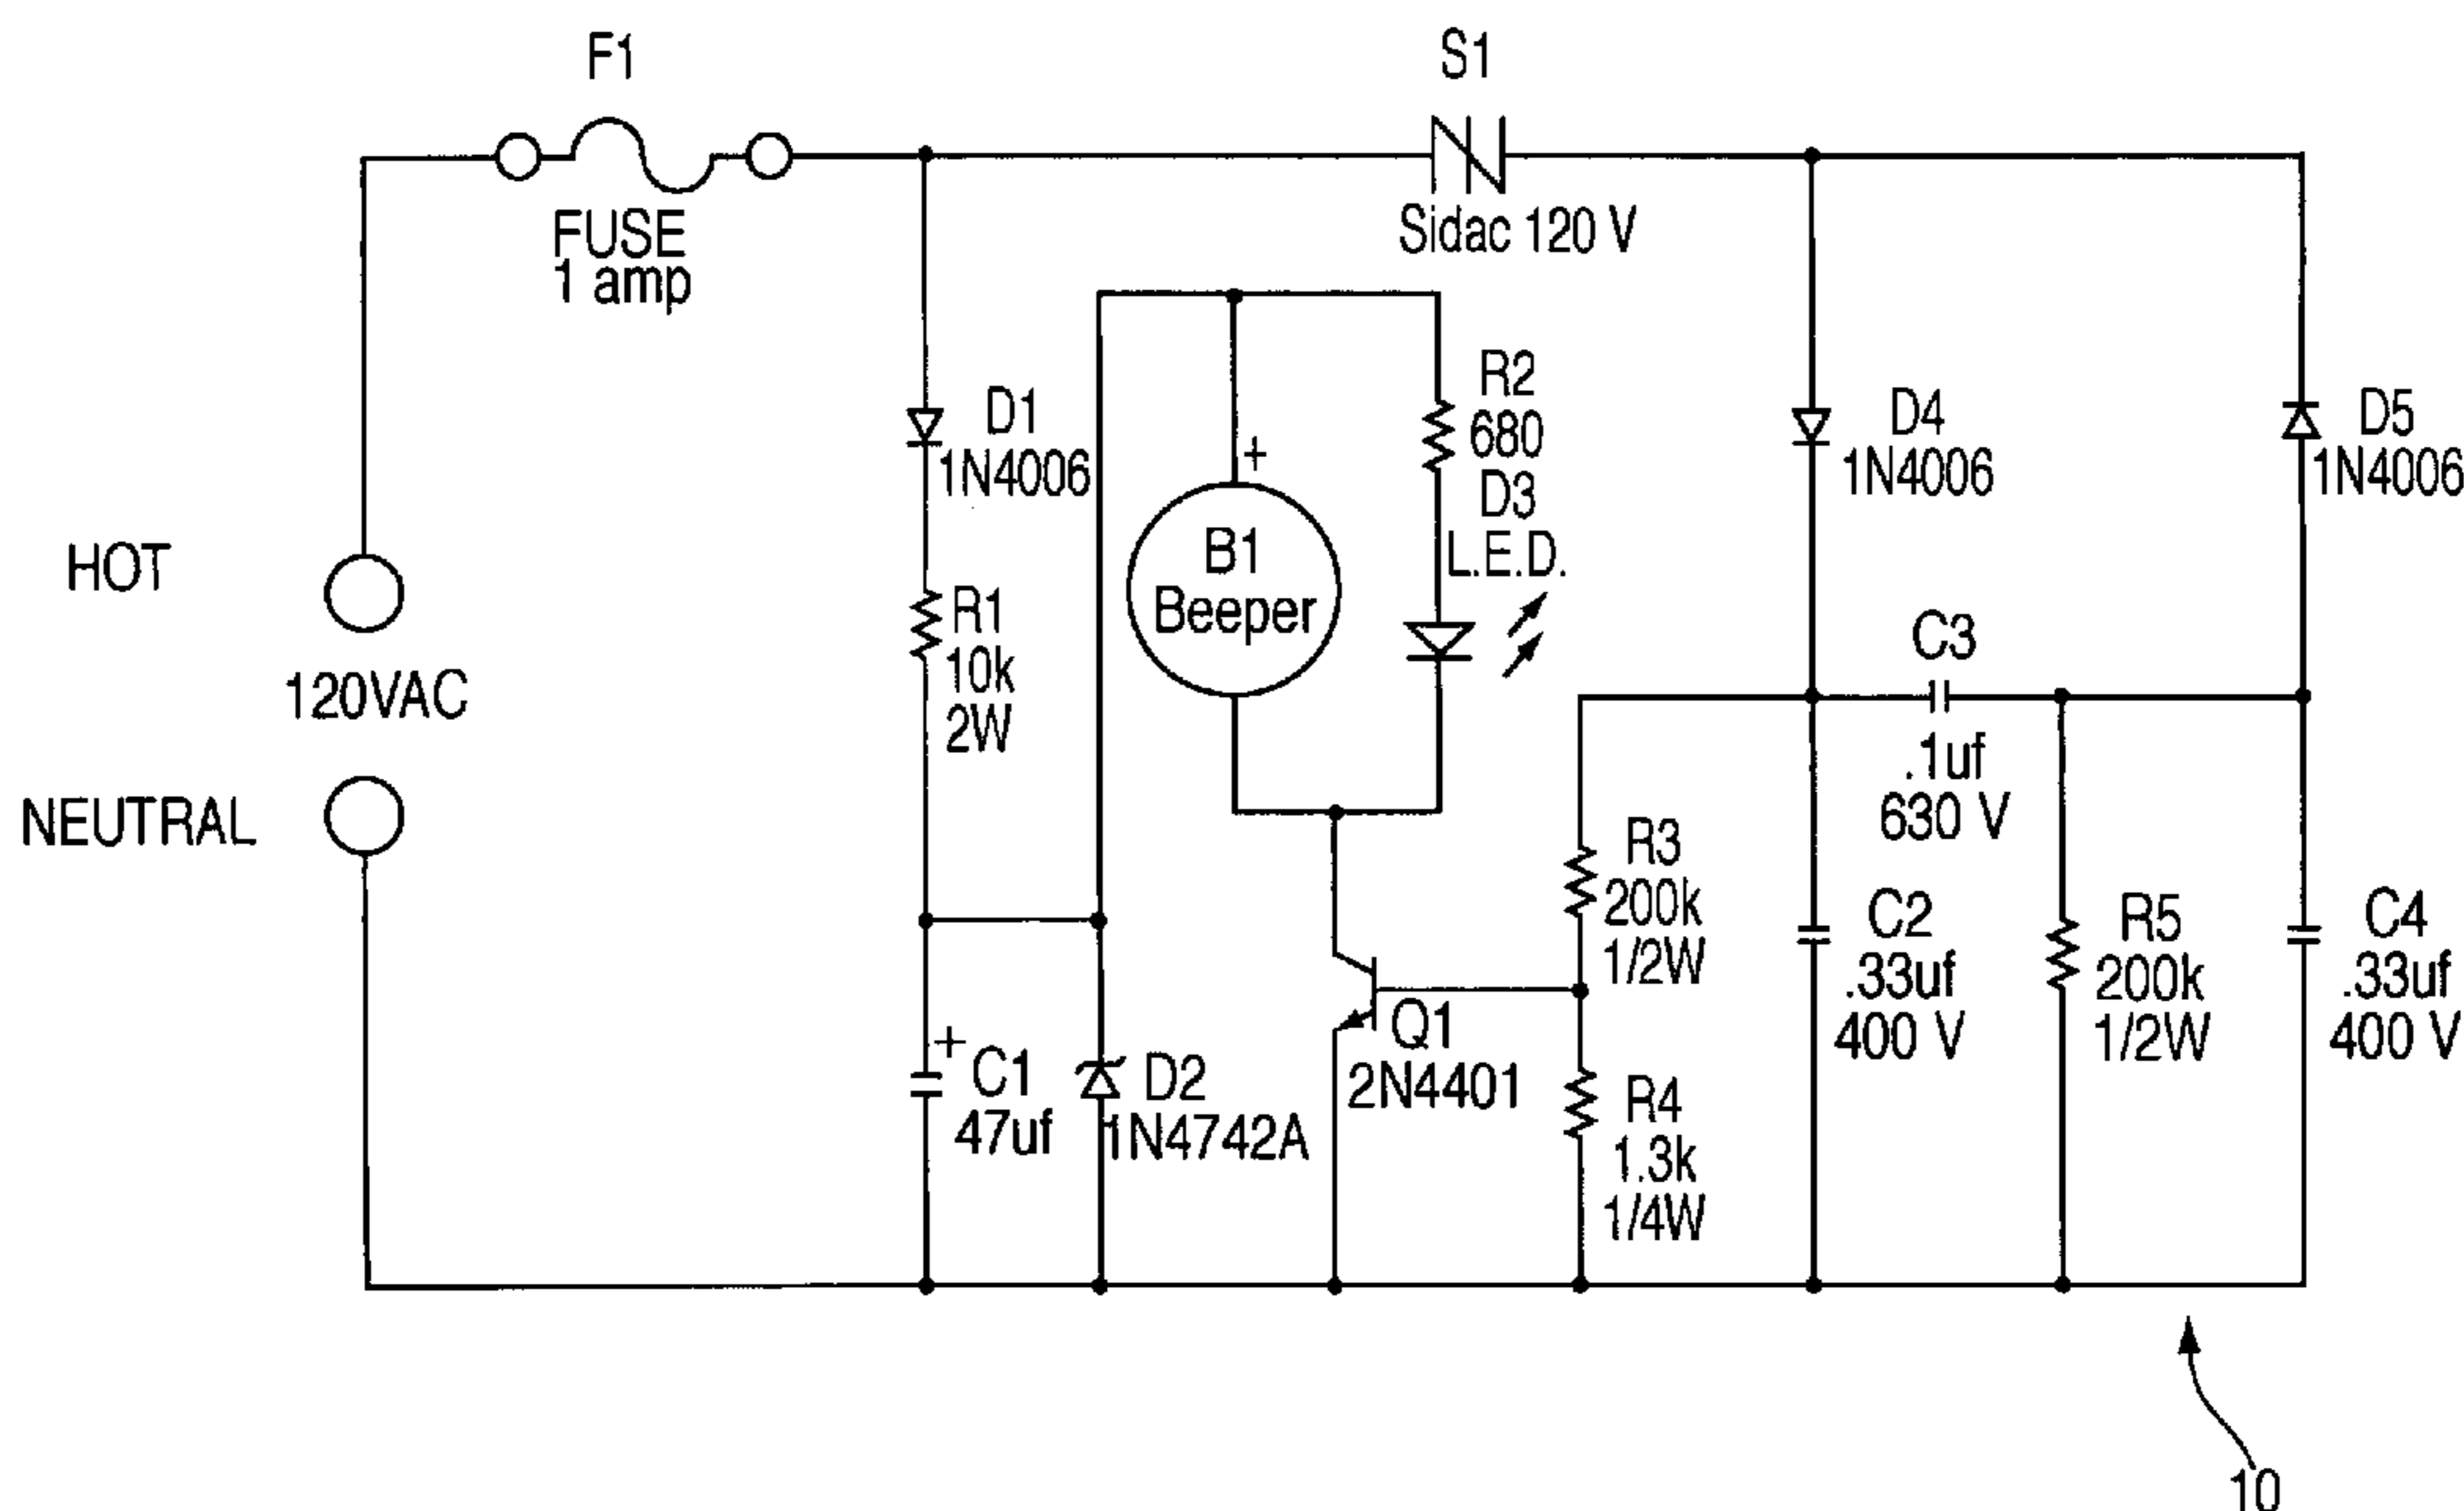 F1
FUSE
1 amp
S1
Sidac 120 V
HOT
120VAC
NEUTRAL
D1
1N4006
R1
10k
2W
+
B1
Beeper
R2
680
D3
L.E.D.
D4
1N4006
D5
1N4006
C3
.1uf
630 V
R3
200k
1/2W
C2
.33uf
400 V
R5
200k
1/2W
C4
.33uf
400 V
+
C1
47uf
D2
1N4742A
Q1
2N4401
R4
1.3k
1/4W
10